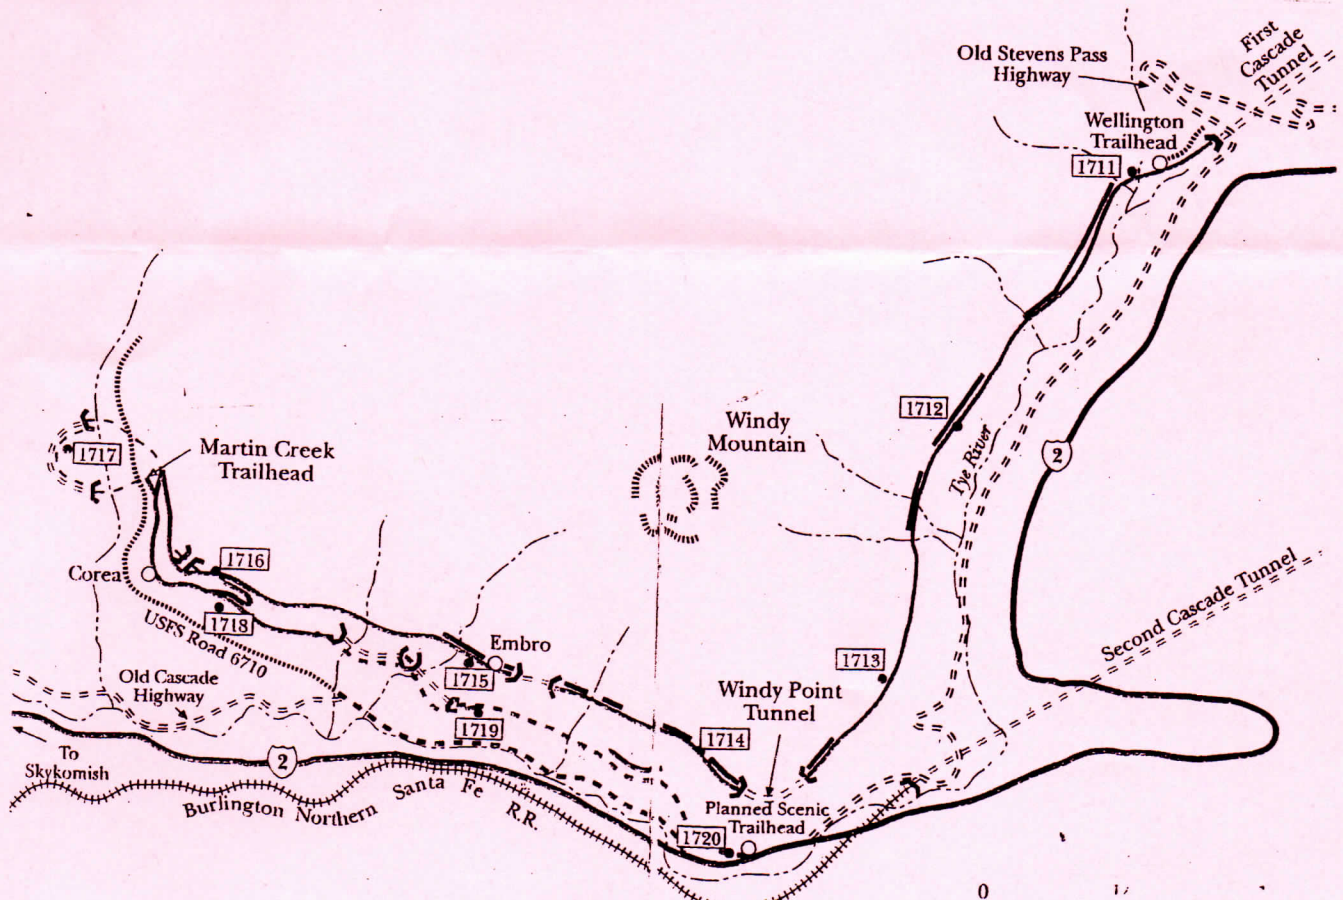 Old Stevens Pass
Highway
First
Cascade
Tunnel
Wellington
Trailhead
1711
1712
Windy
Mountain
Tye River
2
1717
Martin Creek
Trailhead
1716
Corea
1718
USFS Road 6710
Embro
1715
Second Cascade Tunnel
1713
Old Cascade
Highway
Windy Point
Tunnel
1719
1714
To
Skykomish
2
Burlington Northern Santa Fe R.R.
Planned Scenic
Trailhead
1720
0